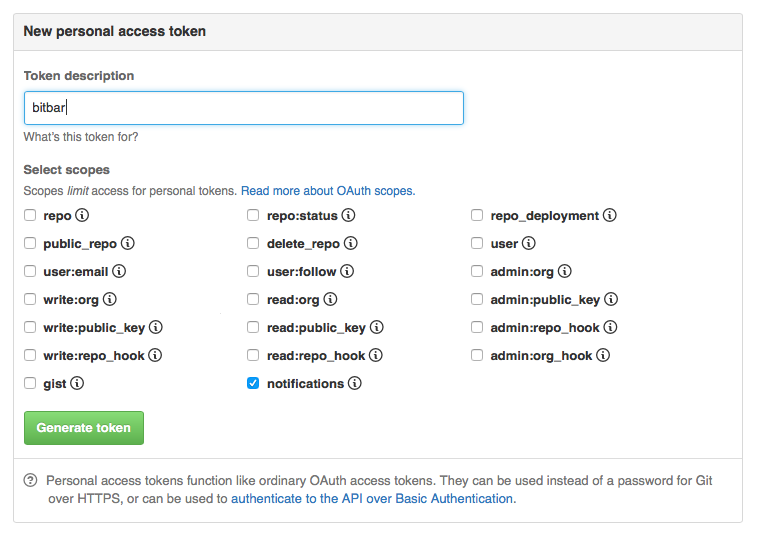 New personal access token
Token description
bitbar
What's this token for?
Select scopes
Scopes limit access for personal tokens. Read more about OAuth scopes.
repo repo:status repo_deployment
public_repo delete_repo user
user:email user:follow admin:org
write:org read:org admin:public_key
write:public_key read:public_key admin:repo_hook
write:repo_hook read:repo_hook admin:org_hook
gist notifications
Generate token
Personal access tokens function like ordinary OAuth access tokens. They can be used instead of a password for Git
over HTTPS, or can be used to authenticate to the API over Basic Authentication.